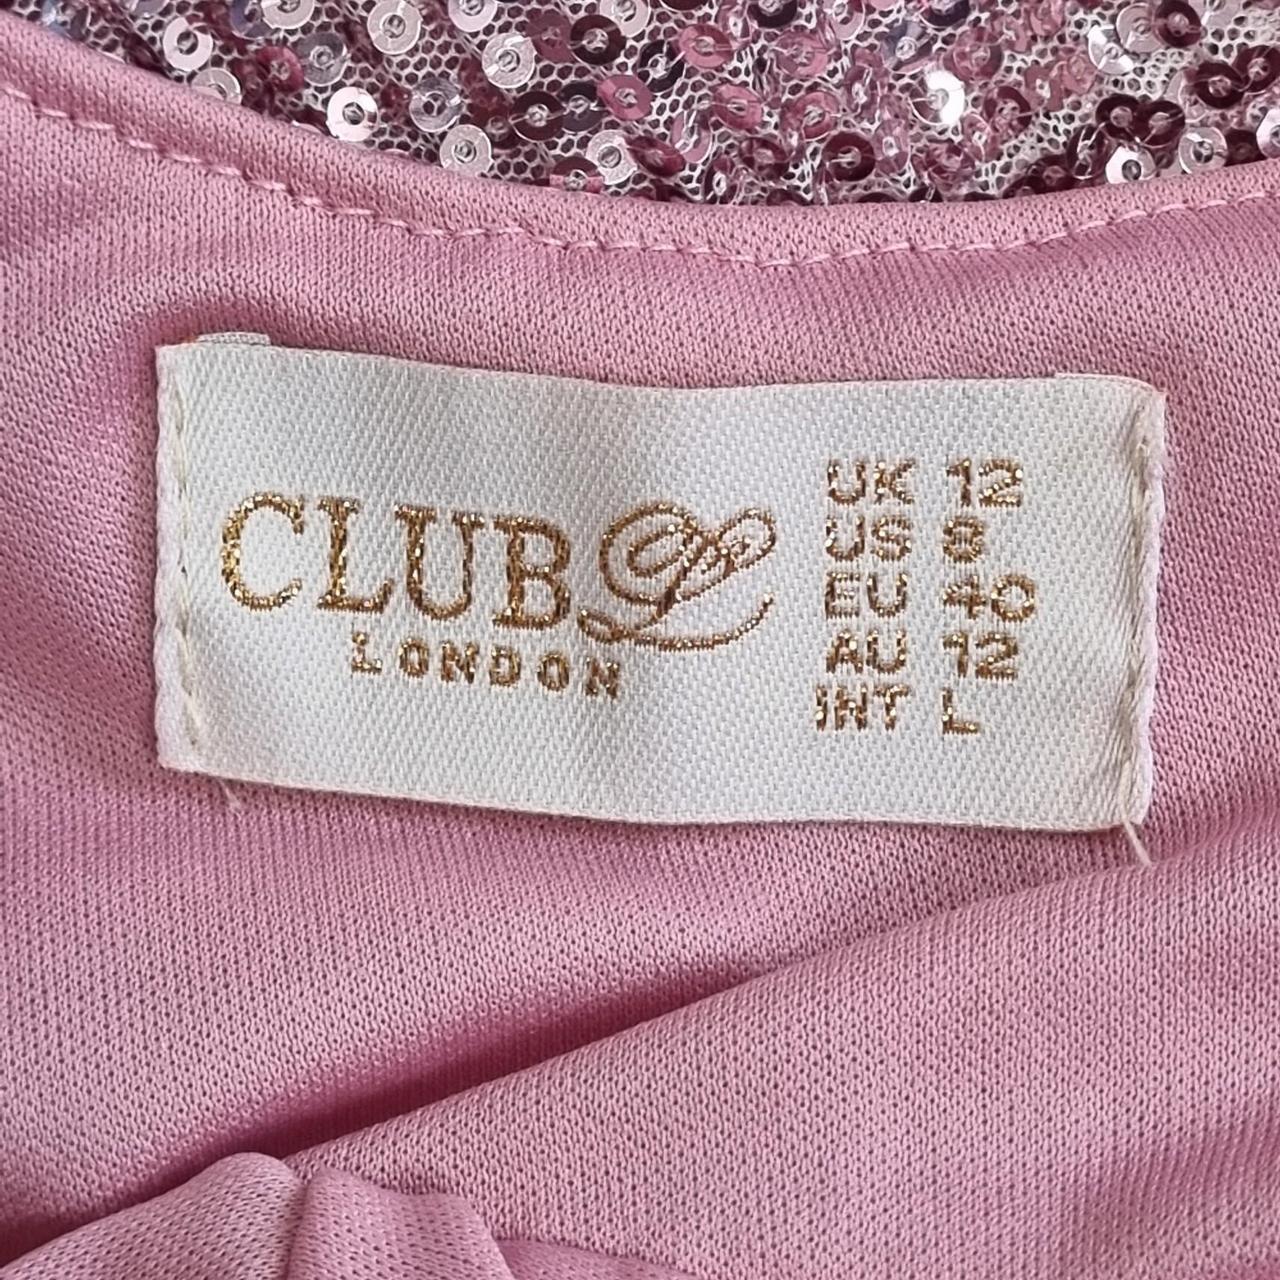 CLUB L
LONDON
UK 12
US 8
EU 40
AU 12
INT L